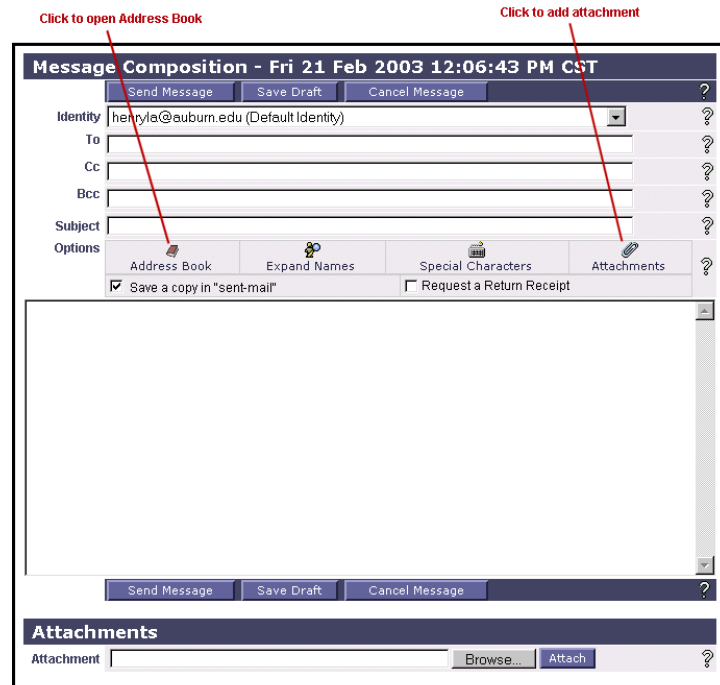 Click to open Address Book
Click to add attachment
Message Composition - Fri 21 Feb 2003 12:06:43 PM CST
Send Message Save Draft Cancel Message ?
Identity henryla@auburn.edu (Default Identity) ?
To ?
Cc ?
Bcc ?
Subject ?
Options Address Book Expand Names Special Characters Attachments ?
Save a copy in "sent-mail" Request a Return Receipt
Send Message Save Draft Cancel Message ?
Attachments
Attachment Browse... Attach ?